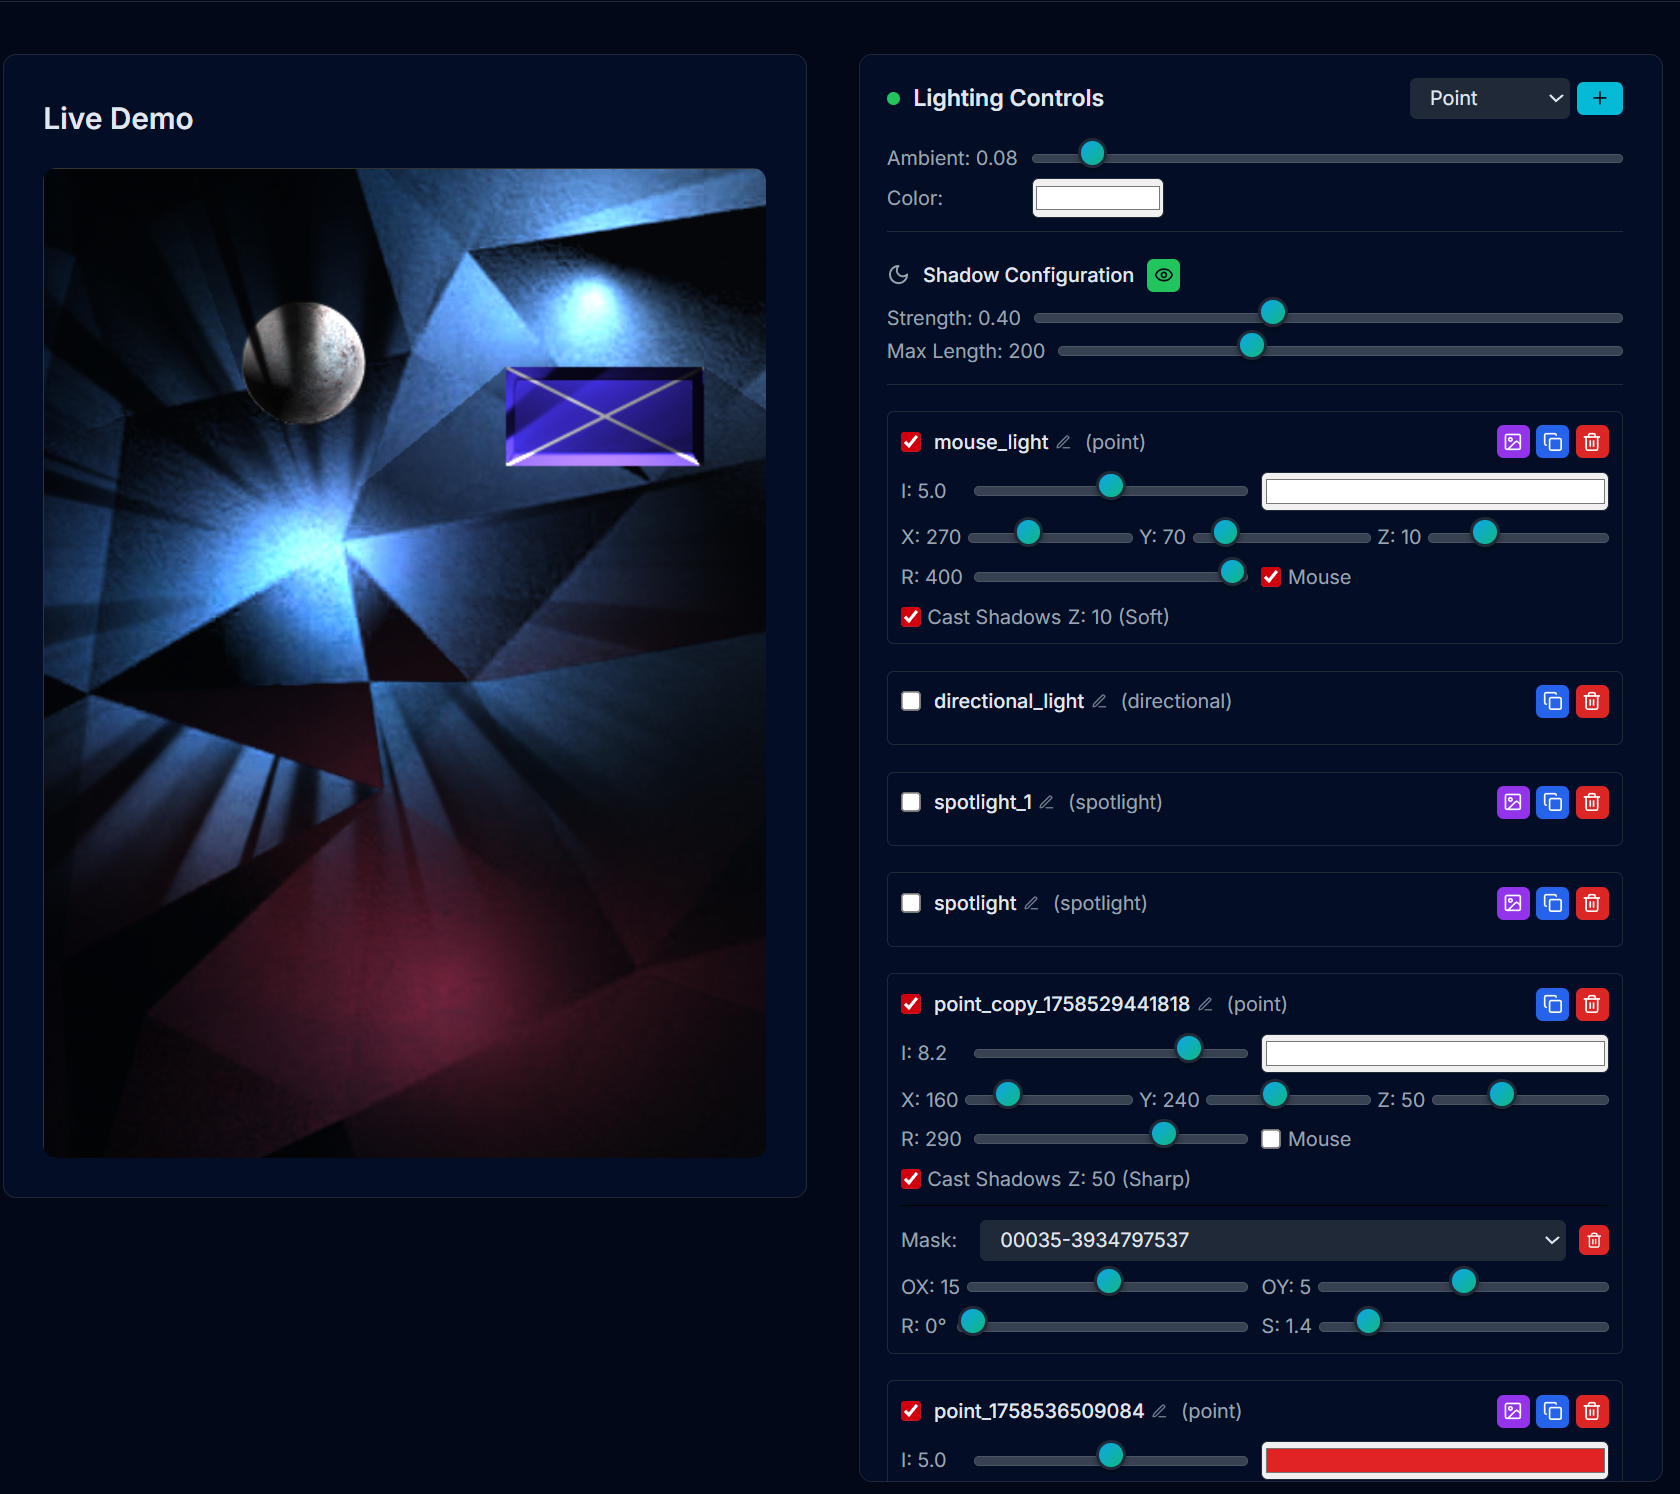 Live Demo
Lighting Controls
Point
Ambient: 0.08
Color:
Shadow Configuration
Strength: 0.40
Max Length: 200
mouse_light (point)
I: 5.0
X: 270 Y: 70 Z: 10
R: 400 Mouse
Cast Shadows Z: 10 (Soft)
directional_light (directional)
spotlight_1 (spotlight)
spotlight (spotlight)
point_copy_1758529441818 (point)
I: 8.2
X: 160 Y: 240 Z: 50
R: 290 Mouse
Cast Shadows Z: 50 (Sharp)
Mask: 00035-3934797537
OX: 15 OY: 5
R: 0° S: 1.4
point_1758536509084 (point)
I: 5.0